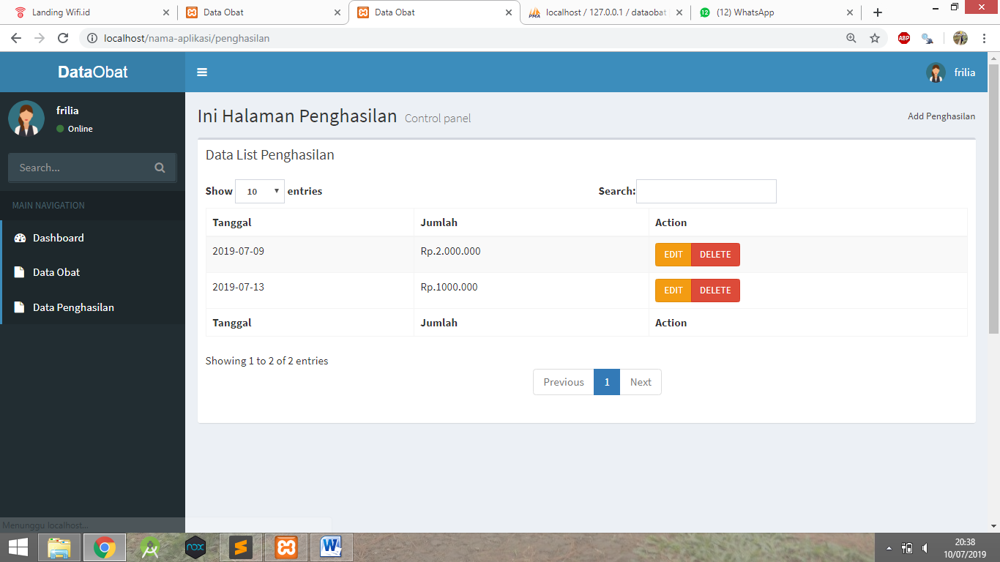 Landing Wifi.id
Data Obat
Data Obat
localhost / 127.0.0.1 / dataobat
(12) WhatsApp
localhost/nama-aplikasi/penghasilan
ABP
DataObat
frilia
frilia
Online
Ini Halaman Penghasilan Control panel
Add Penghasilan
Search...
Data List Penghasilan
Show 10 entries
Search:
MAIN NAVIGATION
Tanggal Jumlah Action
Dashboard
2019-07-09 Rp.2.000.000 EDIT DELETE
Data Obat
2019-07-13 Rp.1000.000 EDIT DELETE
Data Penghasilan
Tanggal Jumlah Action
Showing 1 to 2 of 2 entries
Previous 1 Next
Menunggu localhost...
nox
20:38
10/07/2019